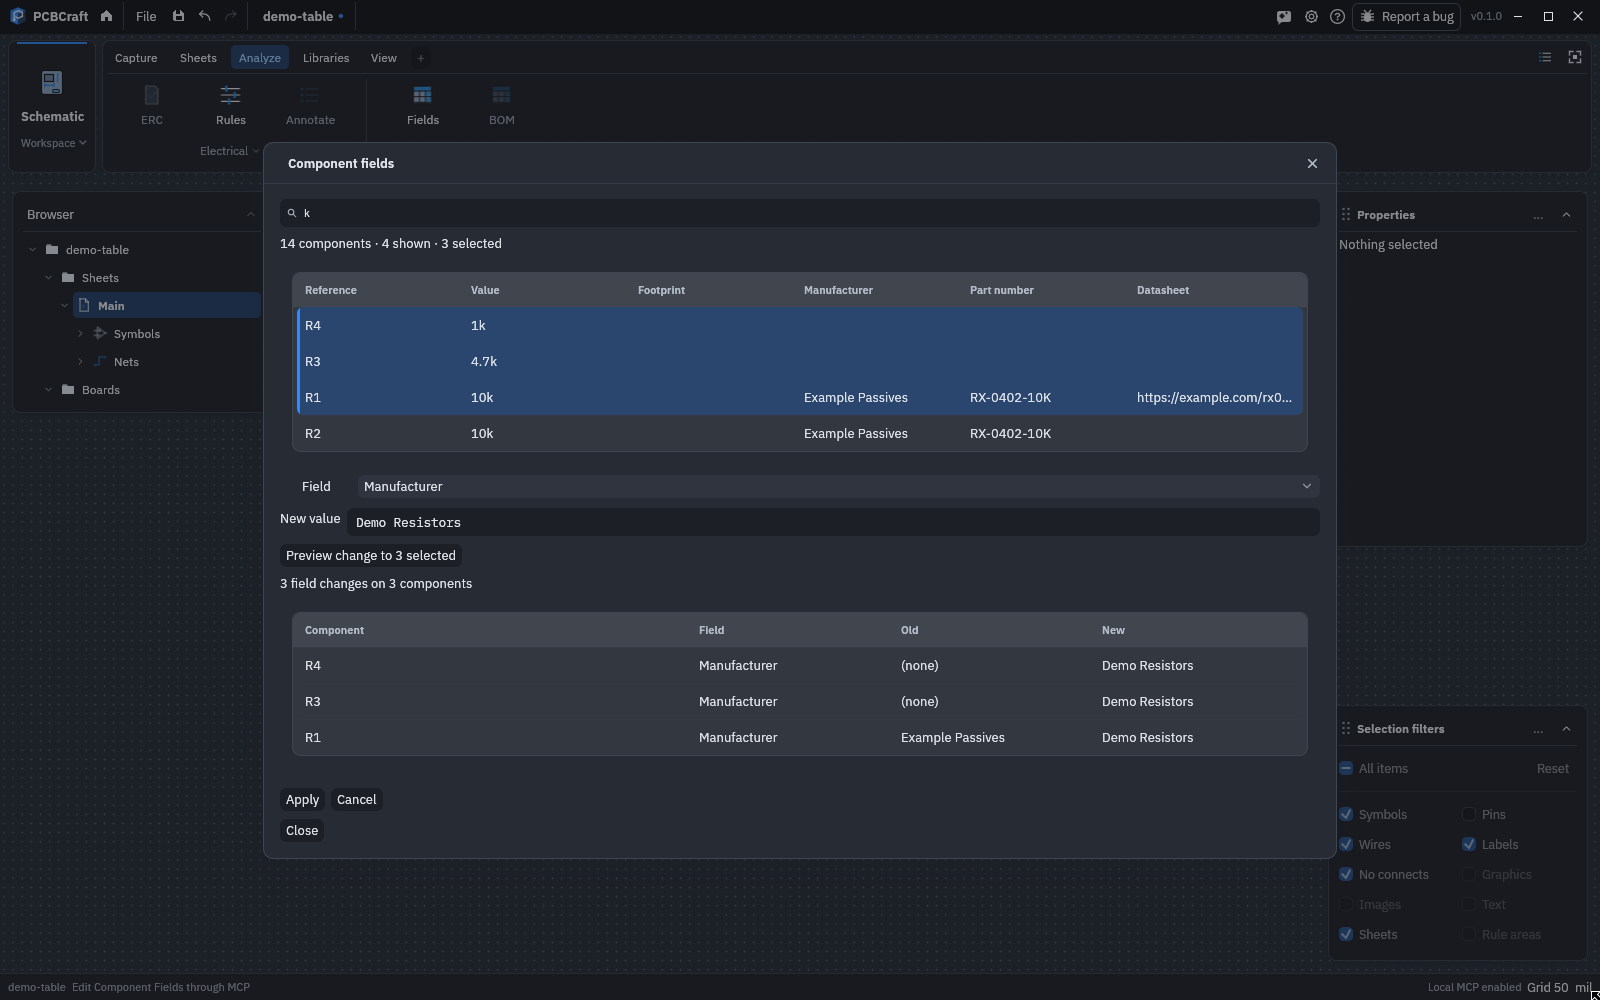 PCBCraft File demo-table Report a bug v0.1.0
Capture Sheets Analyze Libraries View +
Schematic
Workspace
ERC Rules Annotate Fields BOM
Electrical
Component fields
Browser
demo-table
Sheets
Main
Symbols
Nets
Boards
k
14 components · 4 shown · 3 selected
Reference Value Footprint Manufacturer Part number Datasheet
R4 1k
R3 4.7k
R1 10k Example Passives RX-0402-10K https://example.com/rx0...
R2 10k Example Passives RX-0402-10K
Field Manufacturer
New value Demo Resistors
Preview change to 3 selected
3 field changes on 3 components
Component Field Old New
R4 Manufacturer (none) Demo Resistors
R3 Manufacturer (none) Demo Resistors
R1 Manufacturer Example Passives Demo Resistors
Apply Cancel
Close
Properties ...
Nothing selected
Selection filters ...
All items Reset
Symbols Pins
Wires Labels
No connects Graphics
Images Text
Sheets Rule areas
demo-table Edit Component Fields through MCP Local MCP enabled Grid 50 mil